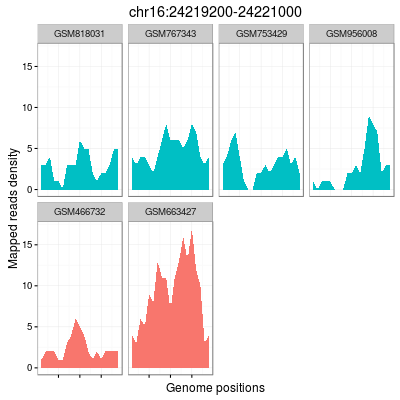 chr16:24219200-24221000
GSM818031 GSM767343 GSM753429 GSM956008
15
10
5
0
GSM466732 GSM663427
15
10
5
0
Mapped reads density
Genome positions